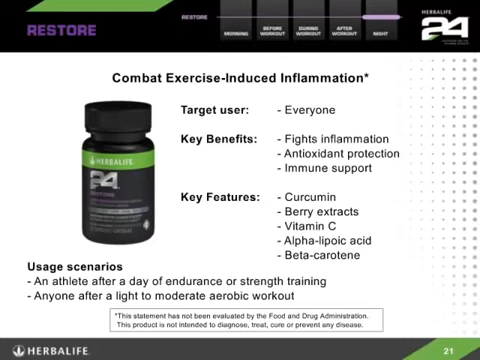 RESTORE
RESTORE
MORNING
BEFORE WORKOUT
DURING WORKOUT
AFTER WORKOUT
NIGHT
HERBALIFE
24
Combat Exercise-Induced Inflammation*
Target user: - Everyone
Key Benefits: - Fights inflammation
- Antioxidant protection
- Immune support
Key Features: - Curcumin
- Berry extracts
- Vitamin C
- Alpha-lipoic acid
- Beta-carotene
HERBALIFE
24
RESTORE
Usage scenarios
- An athlete after a day of endurance or strength training
- Anyone after a light to moderate aerobic workout
*This statement has not been evaluated by the Food and Drug Administration.
This product is not intended to diagnose, treat, cure or prevent any disease.
HERBALIFE
21